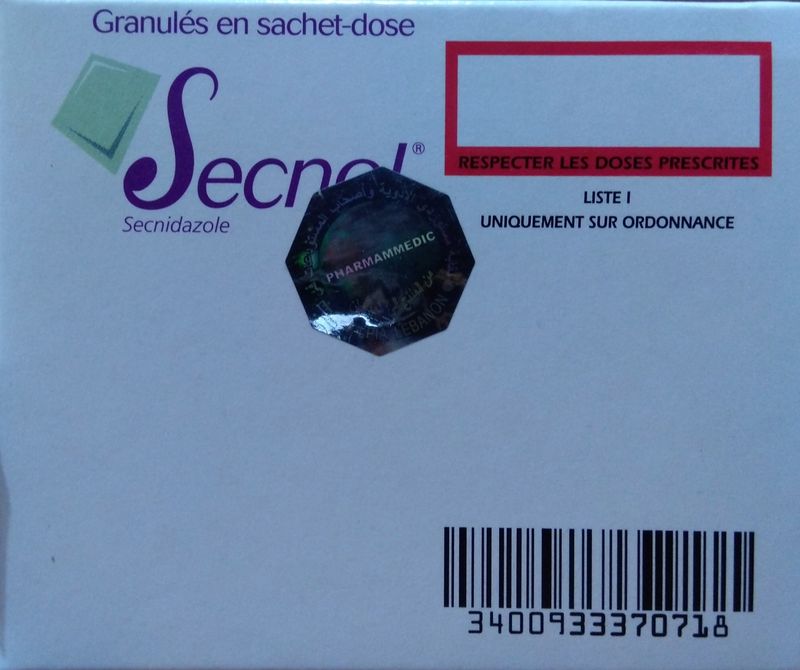 Granulés en sachet-dose
Secnol®
Secnidazole
RESPECTER LES DOSES PRESCRITES
LISTE I
UNIQUEMENT SUR ORDONNANCE
PHARMAMMEDIC
LEBANON
3400933370718